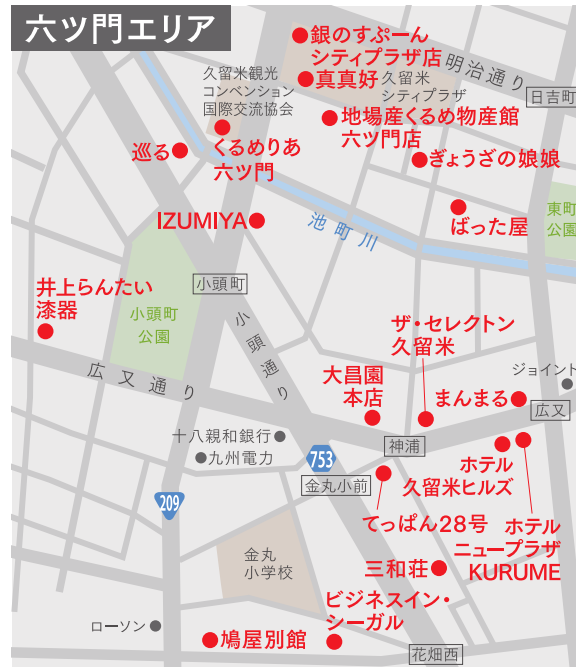 六ツ門エリア
銀のすぷーん
シティプラザ店
真真好
久留米
シティプラザ
明治通り
日吉町
久留米観光
コンベンション
国際交流協会
地場産くるめ物産館
六ツ門店
くるめりあ
六ツ門
巡る
ぎょうざの娘娘
ばった屋
東町
公園
IZUMIYA
池町川
小頭町
井上らんたい
漆器
小頭町
公園
小頭通り
ザ・セレクトン
久留米
ジョイント
広又通り
大昌園
本店
まんまる
広又
十八親和銀行
九州電力
753
神浦
金丸小前
ホテル
久留米ヒルズ
209
てっぱん28号
ホテル
ニュープラザ
KURUME
金丸
小学校
三和荘
ビジネスイン・
シーガル
ローソン
鳩屋別館
花畑西